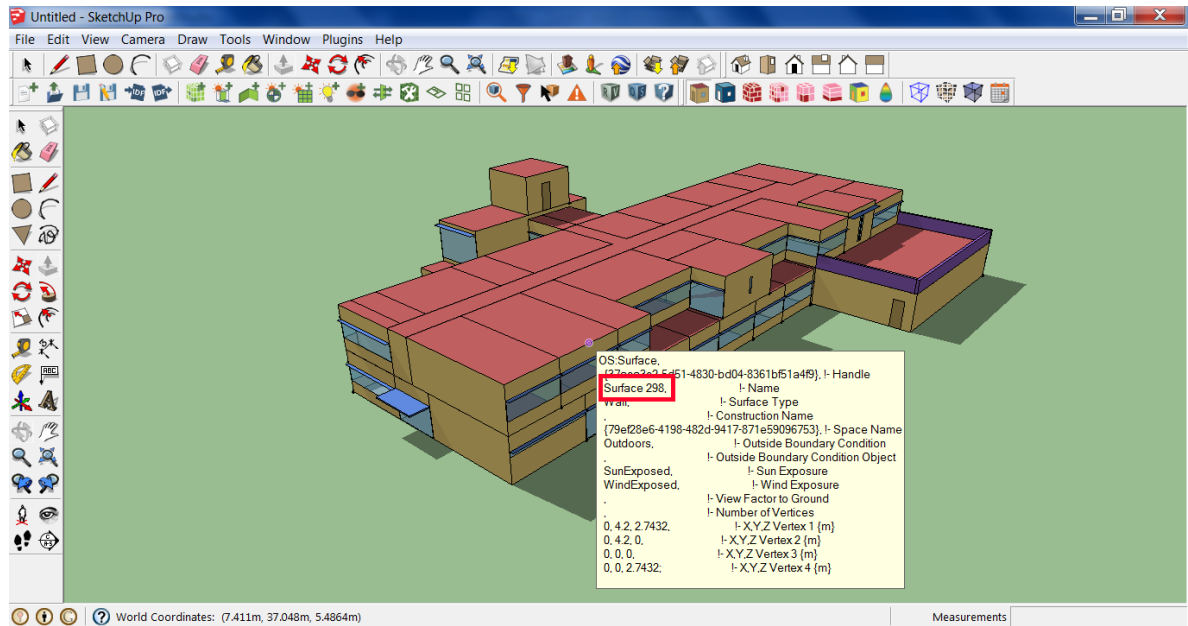 Untitled - SketchUp Pro
File Edit View Camera Draw Tools Window Plugins Help
OS:Surface,
Surface 298, !- Name
Wall, !- Surface Type
, !- Construction Name
{79ef28e6-4198-482d-9417-871e59096753}, !- Space Name
Outdoors, !- Outside Boundary Condition
, !- Outside Boundary Condition Object
SunExposed, !- Sun Exposure
WindExposed, !- Wind Exposure
, !- View Factor to Ground
, !- Number of Vertices
0, 4.2, 2.7432, !- X,Y,Z Vertex 1 {m}
0, 4.2, 0, !- X,Y,Z Vertex 2 {m}
0, 0, 0, !- X,Y,Z Vertex 3 {m}
0, 0, 2.7432; !- X,Y,Z Vertex 4 {m}
World Coordinates: (7.411m, 37.048m, 5.4864m)
Measurements